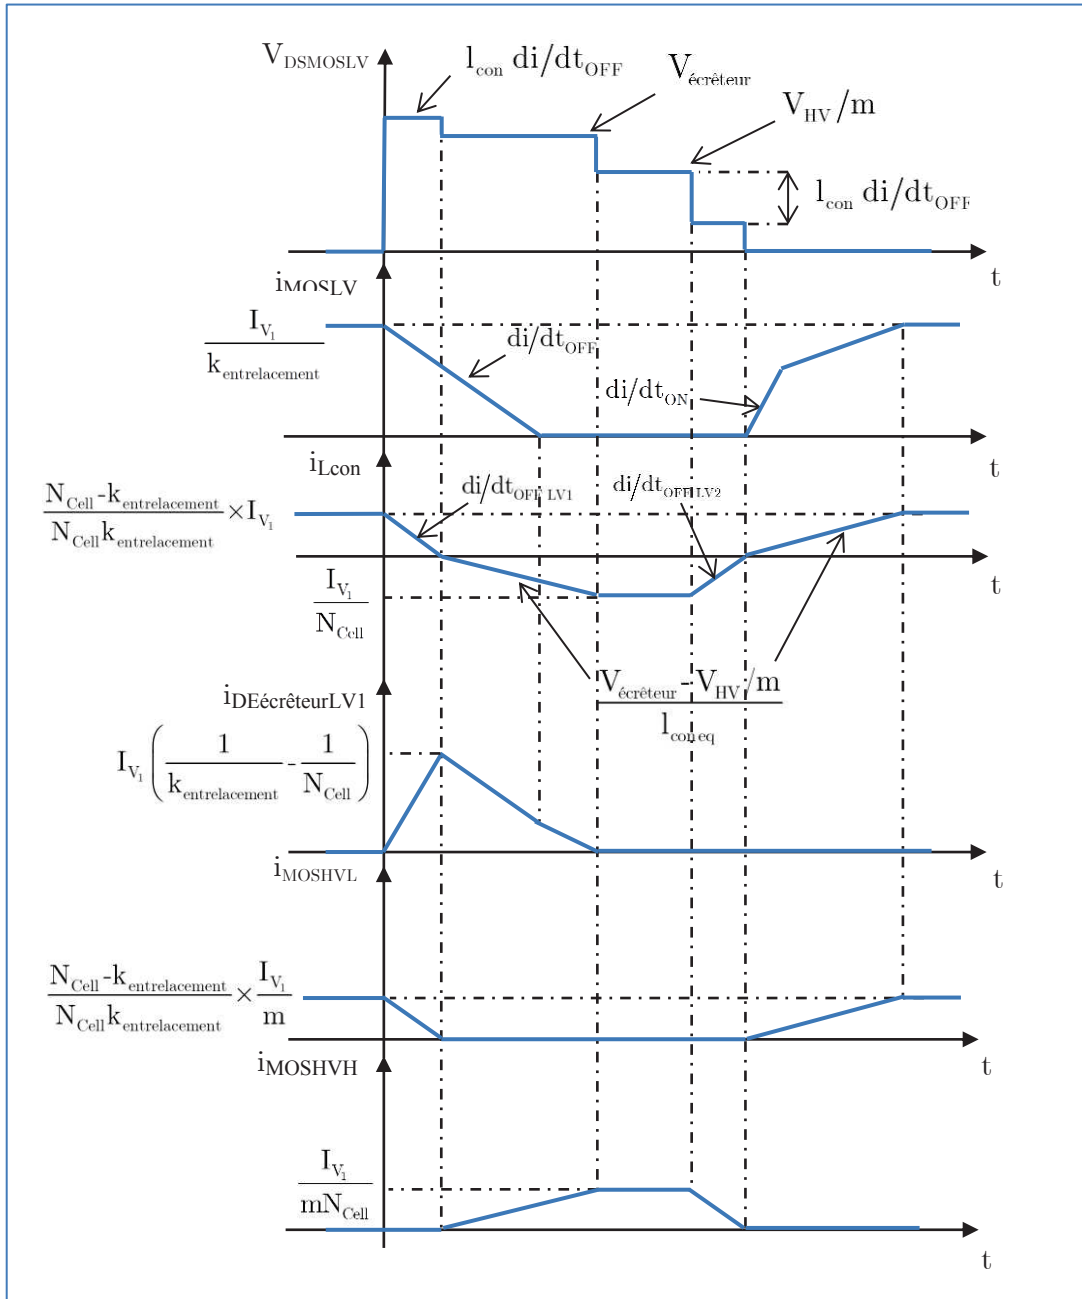 V_DSMOSLV
l_con di/dt_OFF
V_écrêteur
V_HV/m
l_con di/dt_OFF
t
i_MOSLV
I_V1
k_entrelacement
di/dt_OFF
di/dt_ON
t
i_Lcon
N_Cell-k_entrelacement
N_Cell k_entrelacement
×I_V1
di/dt_OFF LV1
di/dt_OFF LV2
t
I_V1
N_Cell
V_écrêteur-V_HV/m
l_con eq
i_DEécrêteurLV1
I_V1(1/k_entrelacement-1/N_Cell)
t
i_MOSHVL
N_Cell-k_entrelacement
N_Cell k_entrelacement
×I_V1/m
t
i_MOSHVH
I_V1
mN_Cell
t